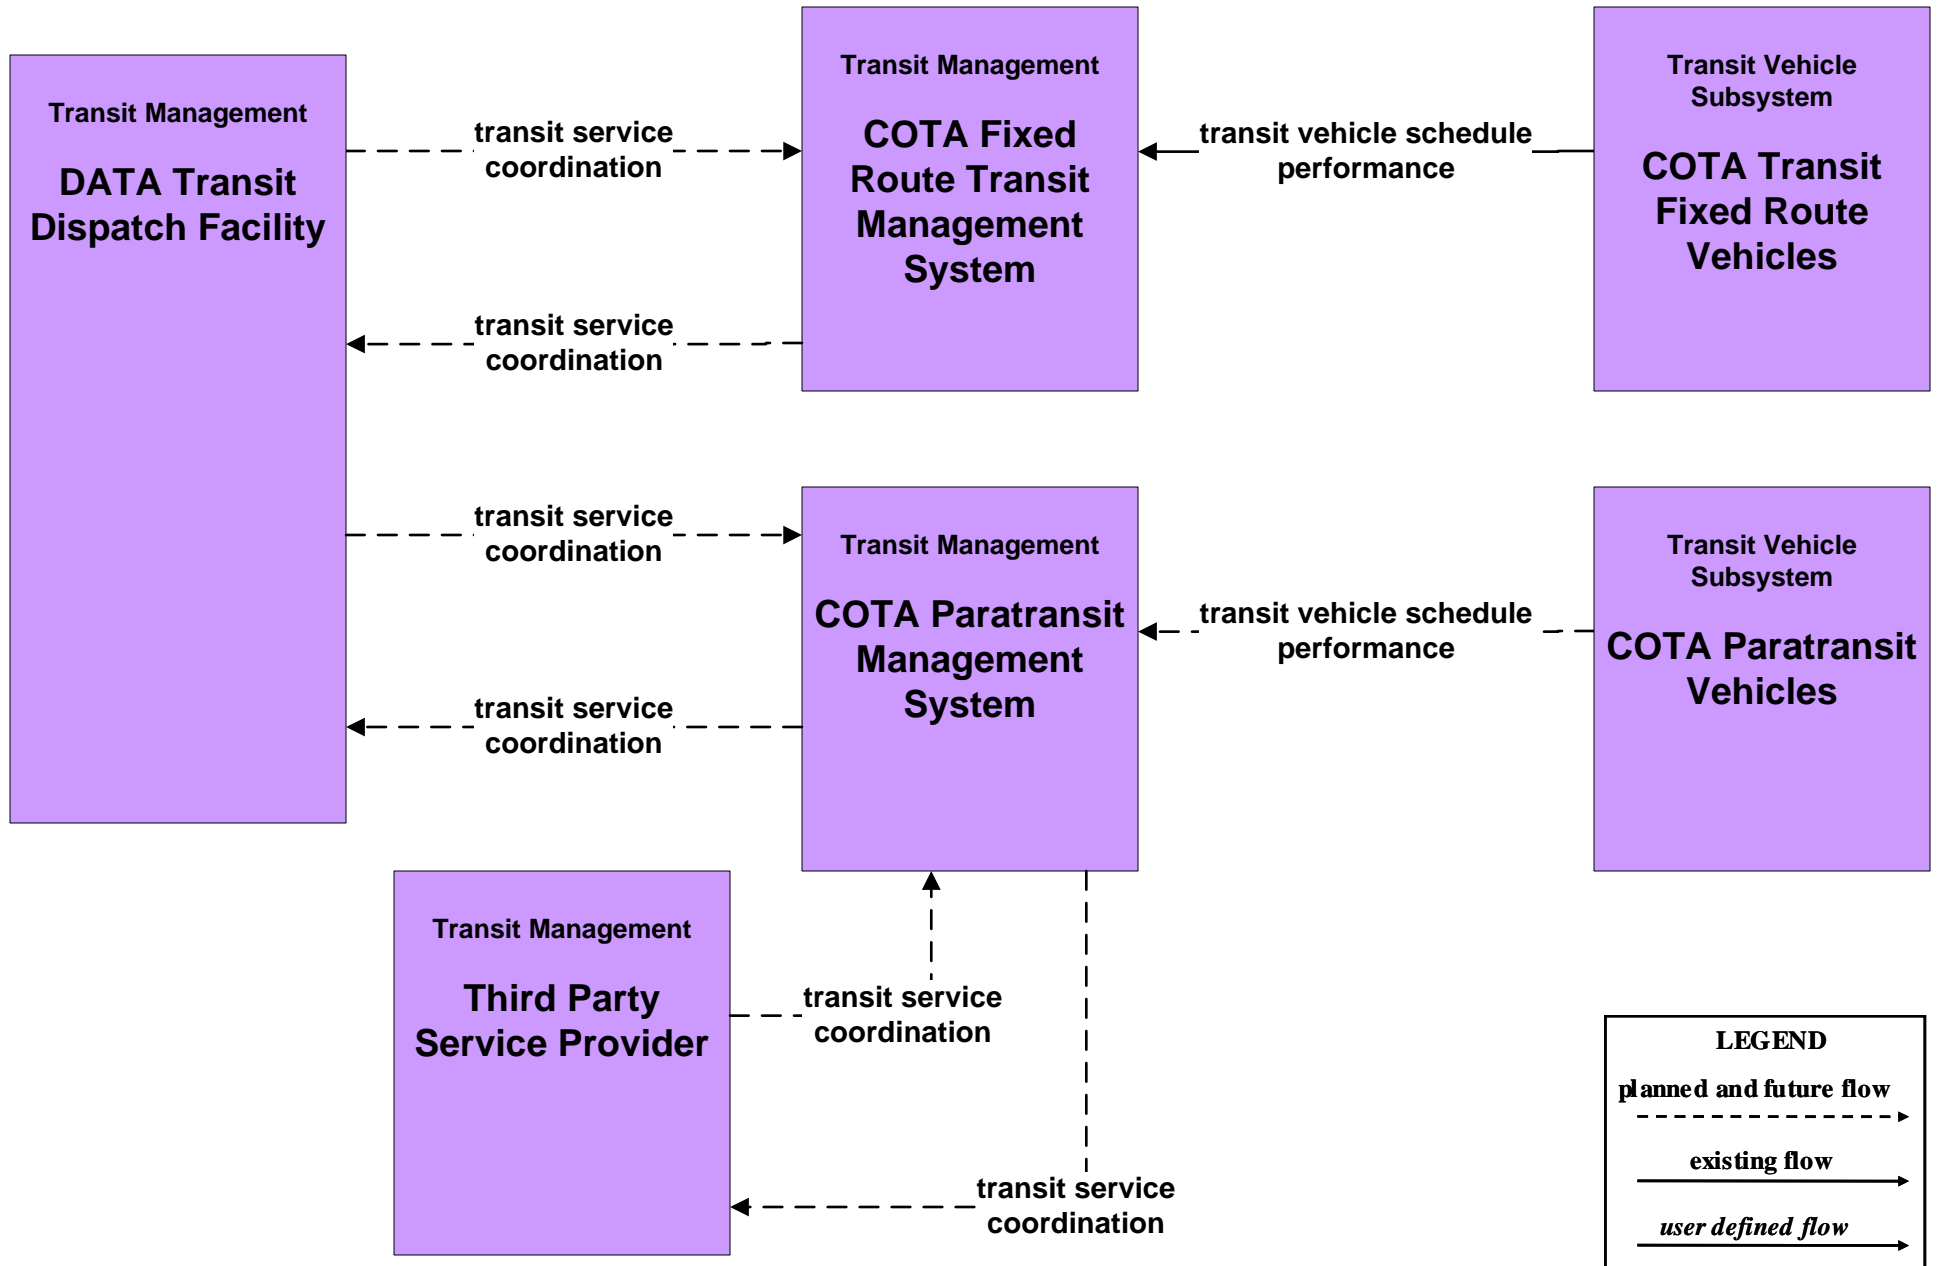 Transit Management
DATA Transit
Dispatch Facility
transit service
coordination
transit service
coordination
transit service
coordination
transit service
coordination
Transit Management
COTA Fixed
Route Transit
Management
System
transit vehicle schedule
performance
Transit Vehicle
Subsystem
COTA Transit
Fixed Route
Vehicles
Transit Management
COTA Paratransit
Management
System
transit vehicle schedule
performance
Transit Vehicle
Subsystem
COTA Paratransit
Vehicles
Transit Management
Third Party
Service Provider
transit service
coordination
transit service
coordination
LEGEND
planned and future flow
existing flow
user defined flow